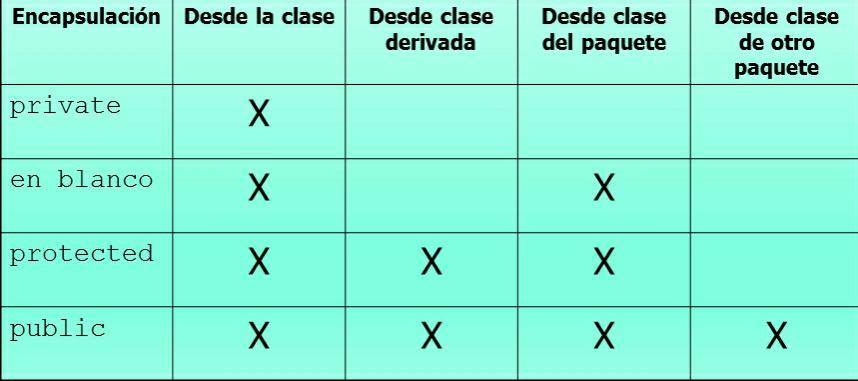 Encapsulación Desde la clase Desde clase derivada Desde clase del paquete Desde clase de otro paquete
private X
en blanco X X
protected X X X
public X X X X